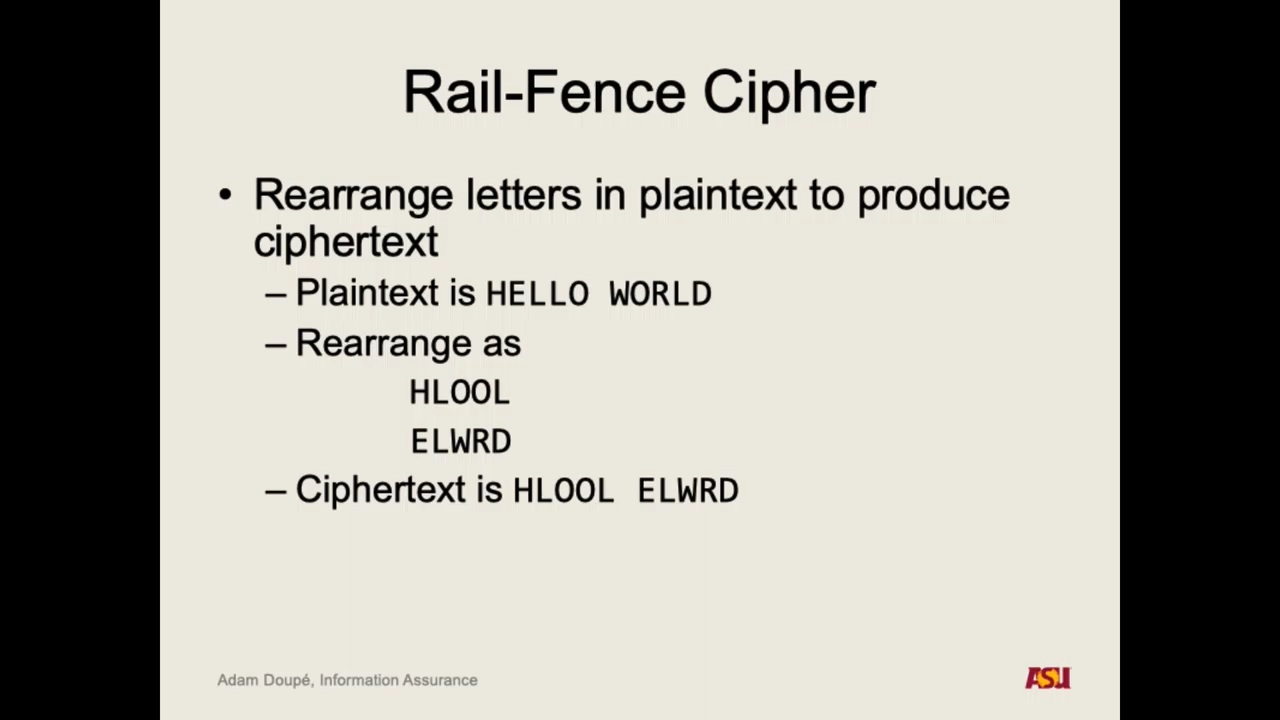 Rail-Fence Cipher
• Rearrange letters in plaintext to produce
ciphertext
– Plaintext is HELLO WORLD
– Rearrange as
HLOOL
ELWRD
– Ciphertext is HLOOL ELWRD
Adam Doupé, Information Assurance
ASU